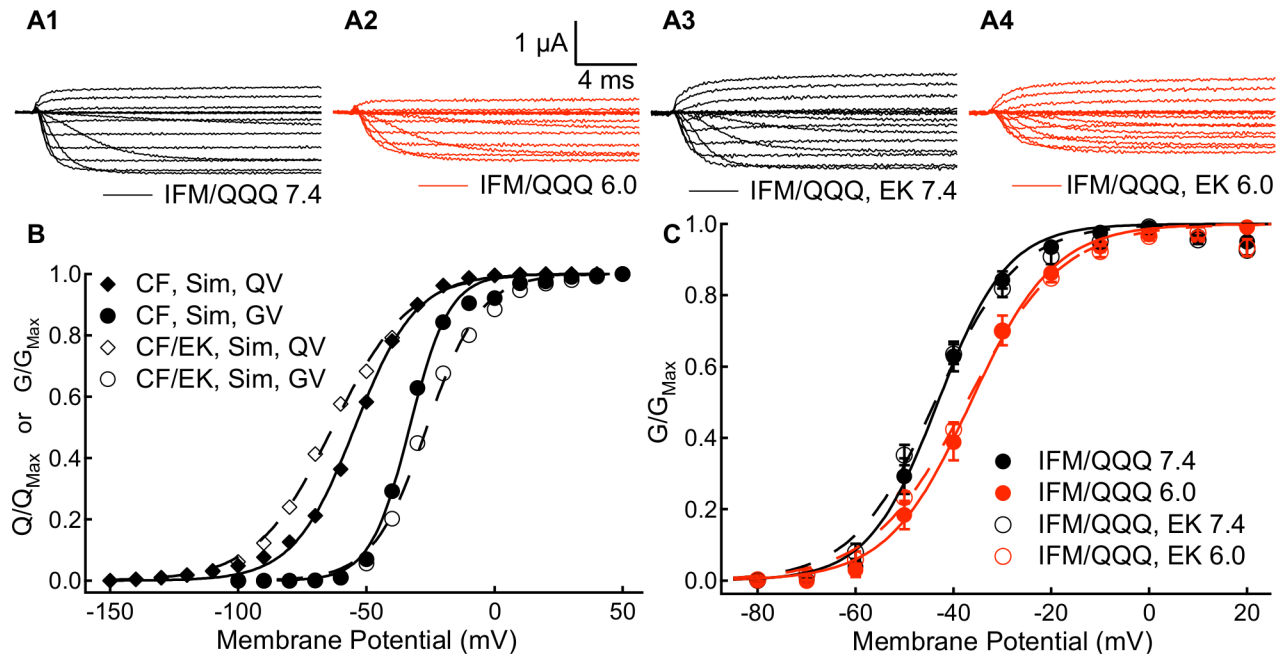 A1
A2
A3
A4
1 µA
4 ms
IFM/QQQ 7.4
IFM/QQQ 6.0
IFM/QQQ, EK 7.4
IFM/QQQ, EK 6.0
B
Q/QMax or G/GMax
1.0
0.8
0.6
0.4
0.2
0.0
CF, Sim, QV
CF, Sim, GV
CF/EK, Sim, QV
CF/EK, Sim, GV
-150
-100
-50
0
50
Membrane Potential (mV)
C
G/GMax
1.0
0.8
0.6
0.4
0.2
0.0
IFM/QQQ 7.4
IFM/QQQ 6.0
IFM/QQQ, EK 7.4
IFM/QQQ, EK 6.0
-80
-60
-40
-20
0
20
Membrane Potential (mV)